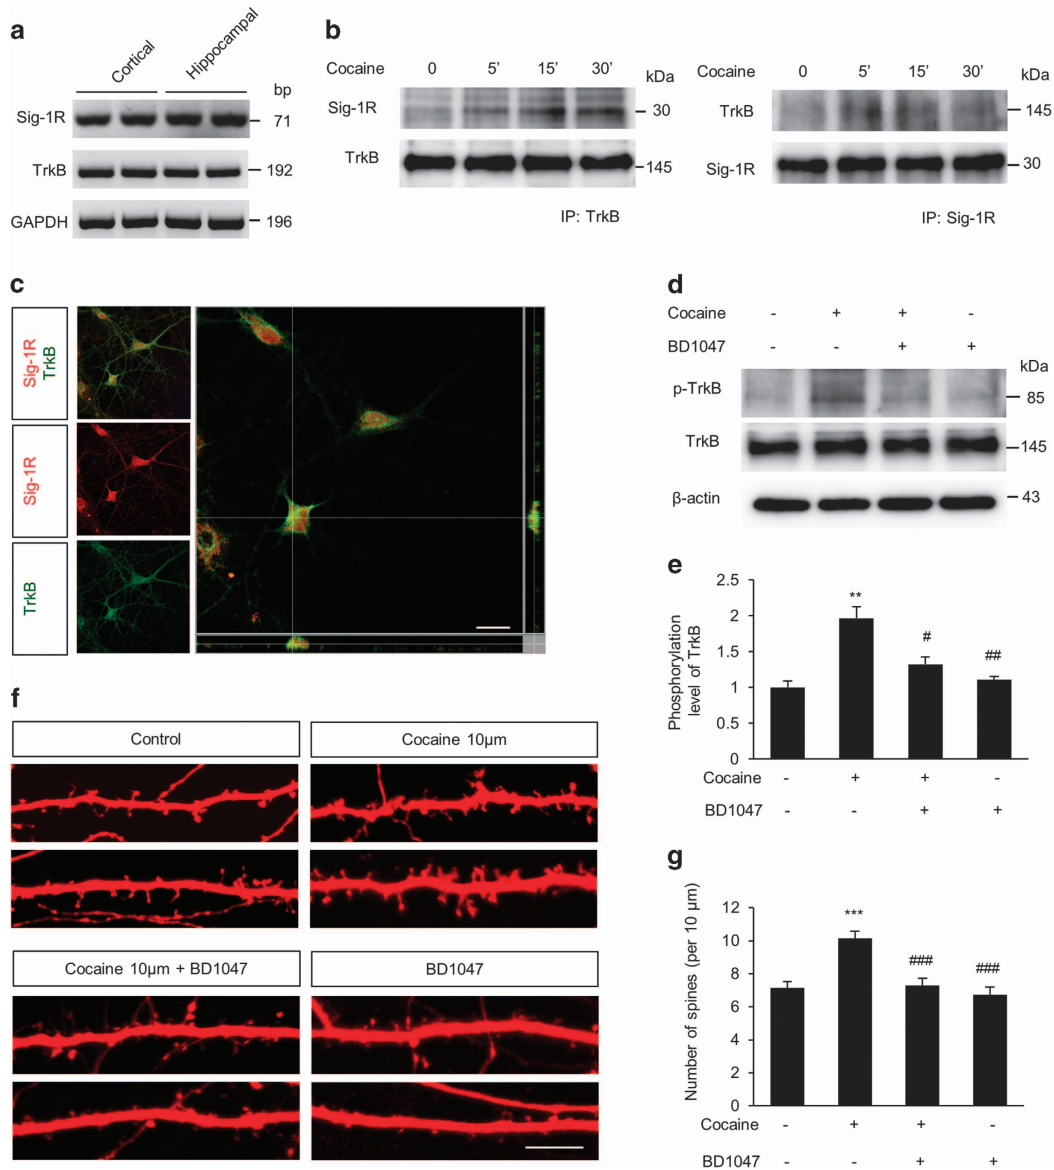 a
Cortical
Hippocampal
bp
Sig-1R
71
TrkB
192
GAPDH
196
b
Cocaine 0 5' 15' 30' kDa
Sig-1R
30
TrkB
145
IP: TrkB
Cocaine 0 5' 15' 30' kDa
TrkB
145
Sig-1R
30
IP: Sig-1R
c
Sig-1R
TrkB
Sig-1R
TrkB
d
Cocaine - + + -
BD1047 - - + +
kDa
p-TrkB
85
TrkB
145
β-actin
43
e
Phosphorylation
level of TrkB
2.5
2
1.5
1
0.5
0
**
#
##
Cocaine - + + -
BD1047 - - + +
f
Control
Cocaine 10μm
Cocaine 10μm + BD1047
BD1047
g
Number of spines (per 10 μm)
12
10
8
6
4
2
0
***
###
###
Cocaine - + + -
BD1047 - - + +